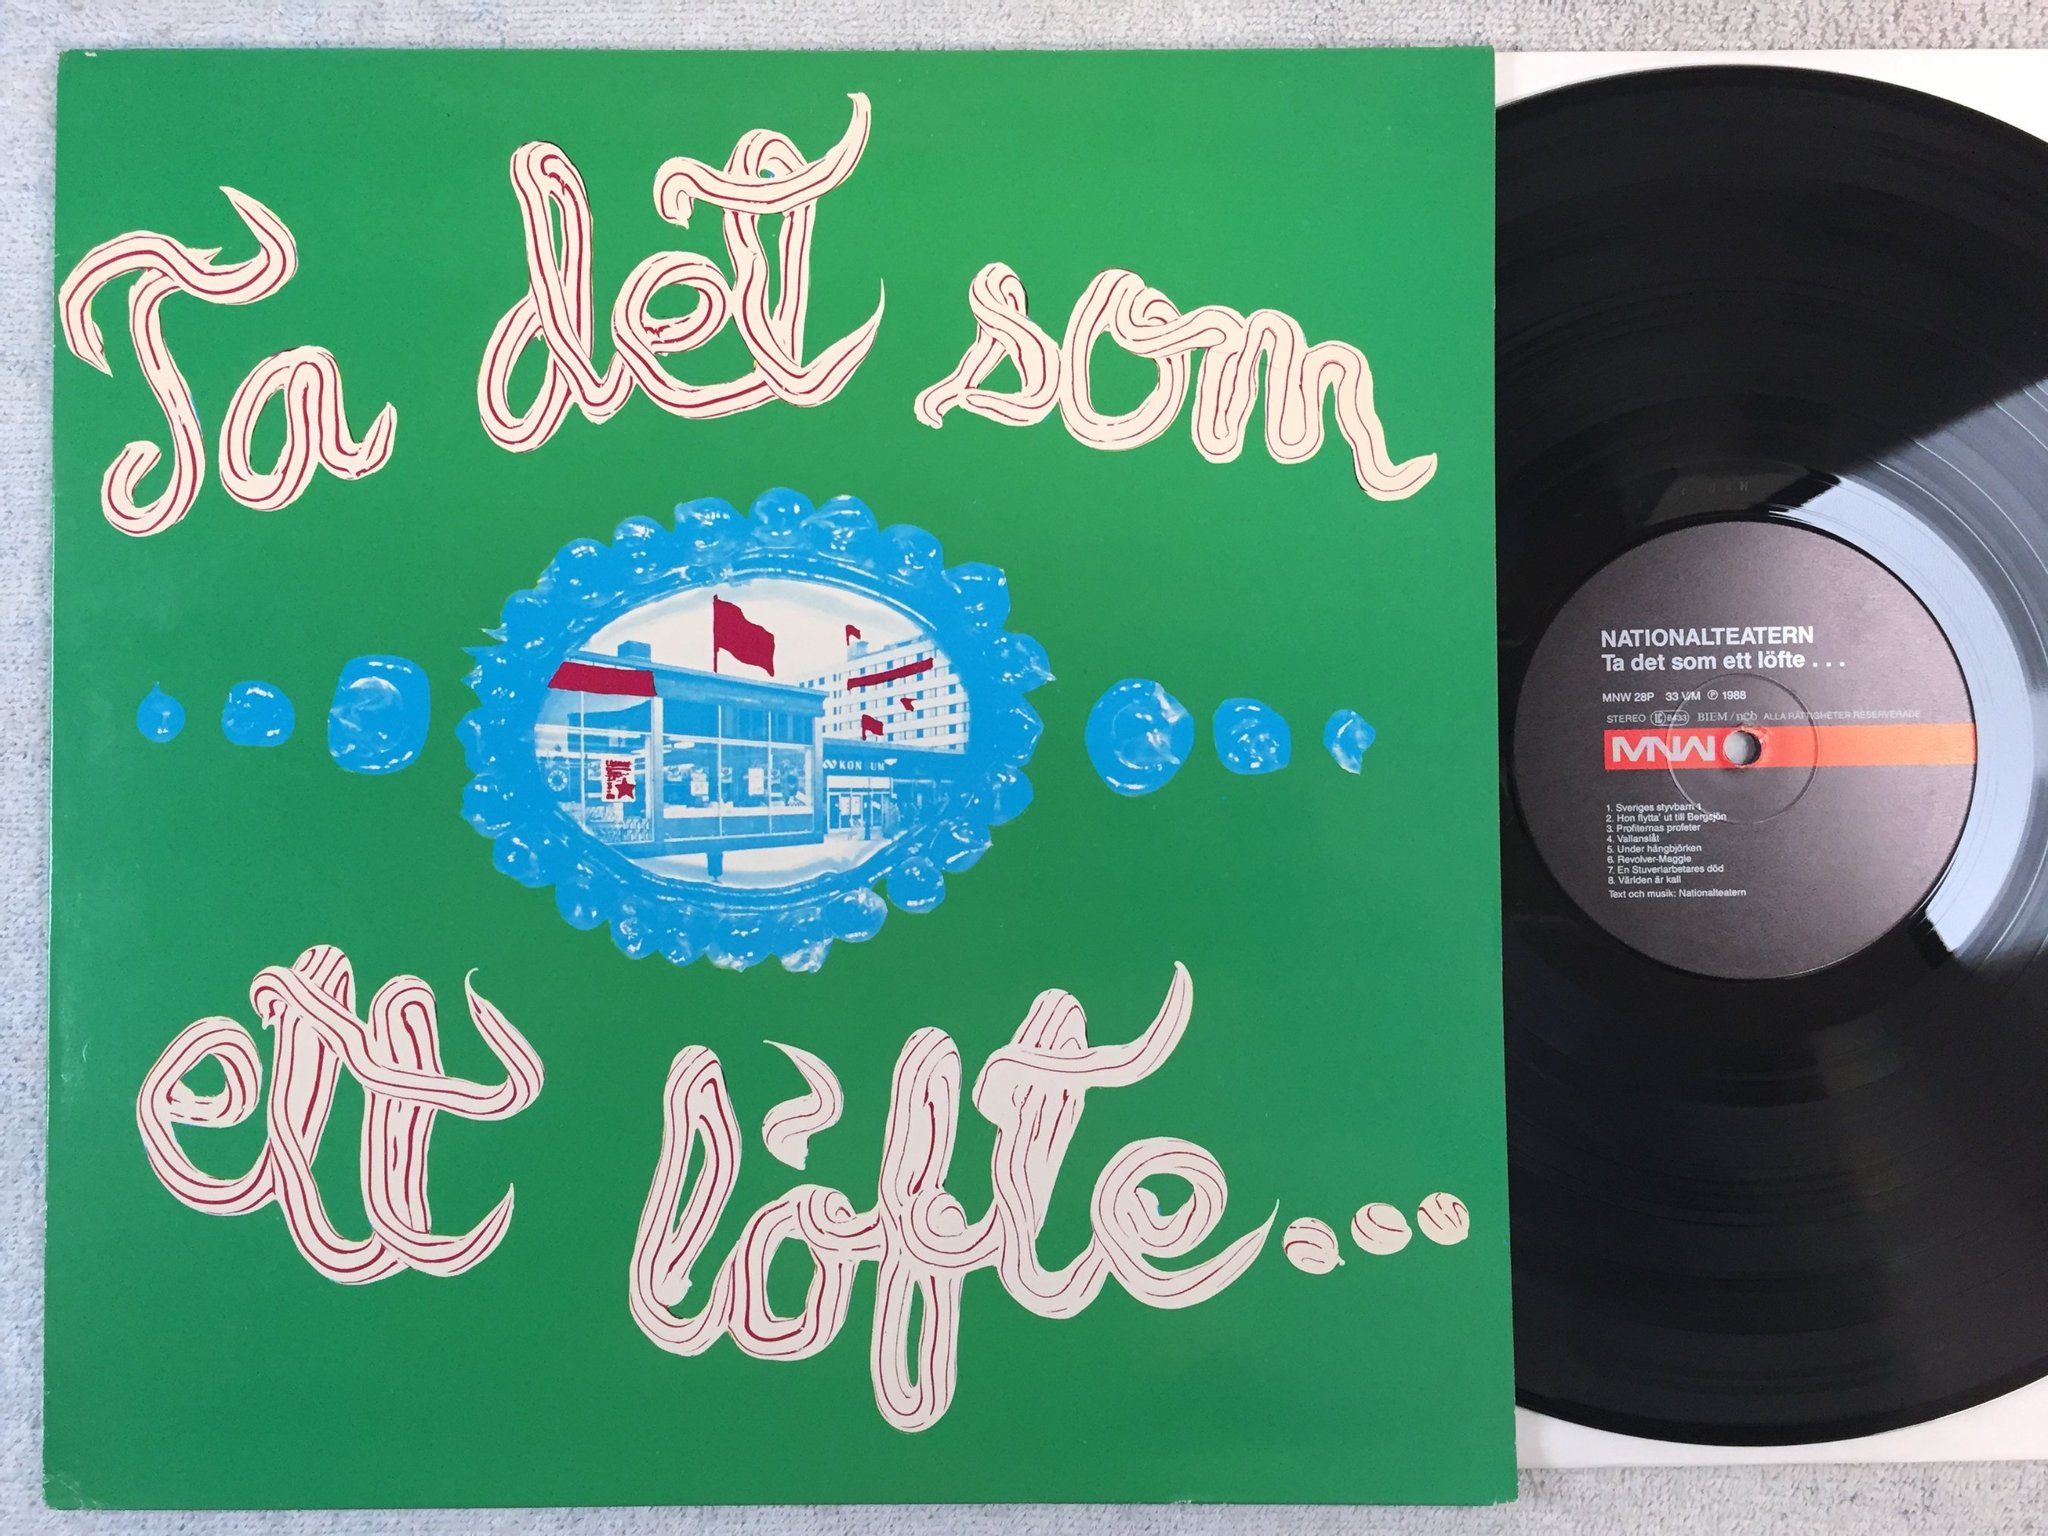 Ta det som
KONSUM
ett löfte...
NATIONALTEATERN
Ta det som ett löfte . . .
MNW 28P 33 V/M Ⓟ 1988
STEREO LC 8433 BIEM / ncb ALLA RÄTTIGHETER RESERVERADE
MNW
1. Sveriges styvbarn 1
2. Hon flytta' ut till Bergsjön
3. Profiternas profeter
4. Vallanslåt
5. Under hängbjörken
6. Revolver-Maggie
7. En Stuveriarbetares död
8. Världen är kall
Text och musik: Nationalteatern